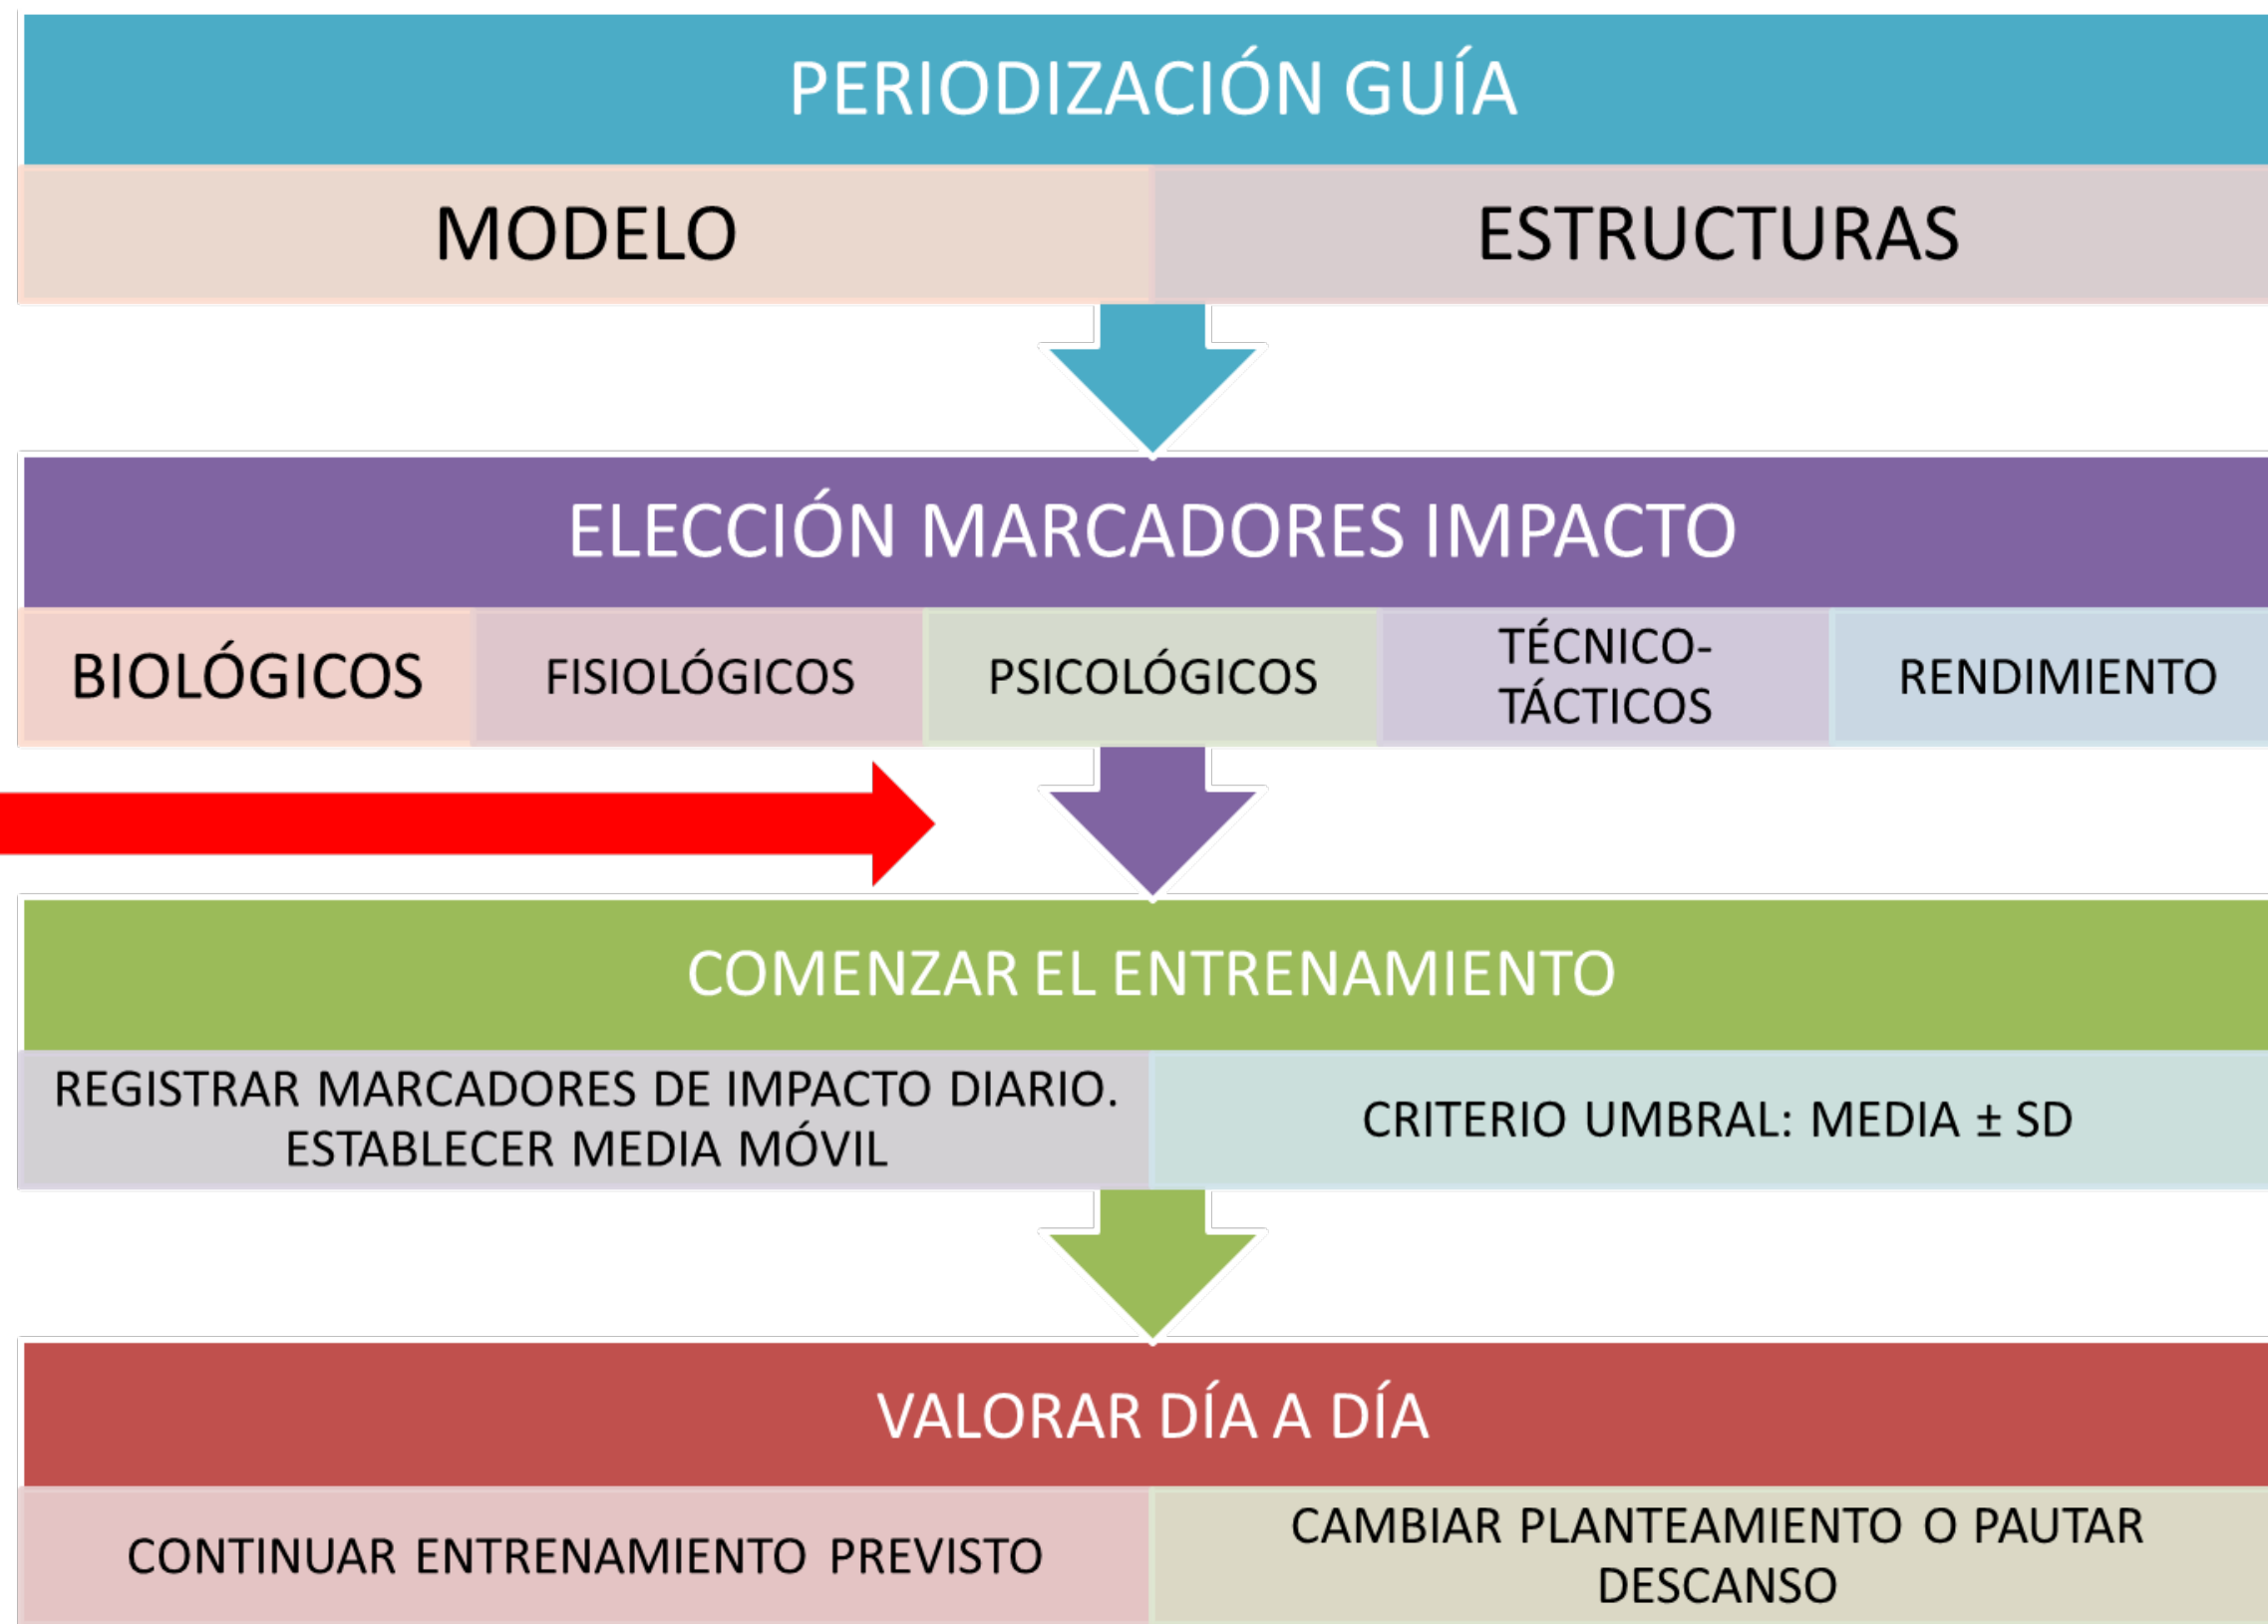 PERIODIZACIÓN GUÍA
MODELO
ESTRUCTURAS
ELECCIÓN MARCADORES IMPACTO
BIOLÓGICOS
FISIOLÓGICOS
PSICOLÓGICOS
TÉCNICO-
TÁCTICOS
RENDIMIENTO
COMENZAR EL ENTRENAMIENTO
REGISTRAR MARCADORES DE IMPACTO DIARIO.
ESTABLECER MEDIA MÓVIL
CRITERIO UMBRAL: MEDIA ± SD
VALORAR DÍA A DÍA
CONTINUAR ENTRENAMIENTO PREVISTO
CAMBIAR PLANTEAMIENTO O PAUTAR
DESCANSO